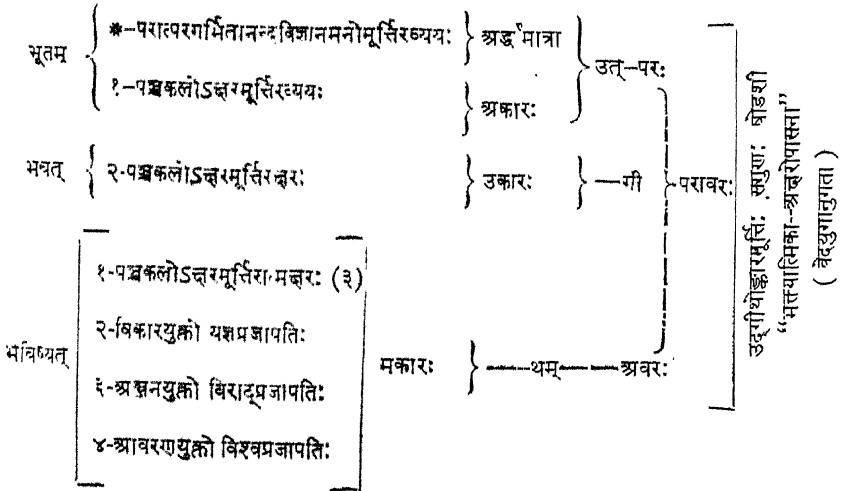 भूतम्
*-परात्परगर्भितानन्दविज्ञानमनोमूर्त्तिरव्ययः
अर्द्धमात्रा
उत्-परः
१-पञ्चकलोऽक्षरमूर्त्तिरव्ययः
अकारः
भवत्
२-पञ्चकलोऽक्षरमूर्त्तिरक्षरः
उकारः
—गी
परावरः
भविष्यत्
१-पञ्चकलोऽक्षरमूर्त्तिरात्मक्षरः (३)
२-विकारयुक्तो यज्ञप्रजापतिः
३-अञ्जनयुक्तो विराट्प्रजापतिः
४-आवरणयुक्तो विश्वप्रजापतिः
मकारः
—थम्——अवरः
उद्गीथोङ्कारमूर्त्तिः सगुणः षोडशी
"भक्त्यात्मिका-अक्षरोपासना"
( वेदयुगानुगता )